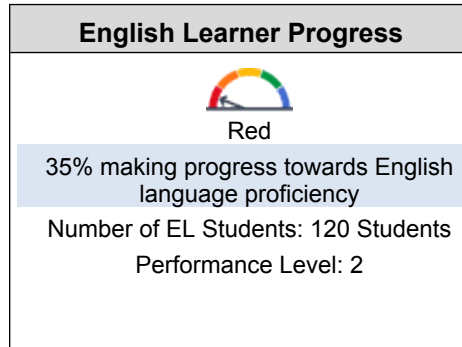 English Learner Progress
Red
35% making progress towards English
language proficiency
Number of EL Students: 120 Students
Performance Level: 2